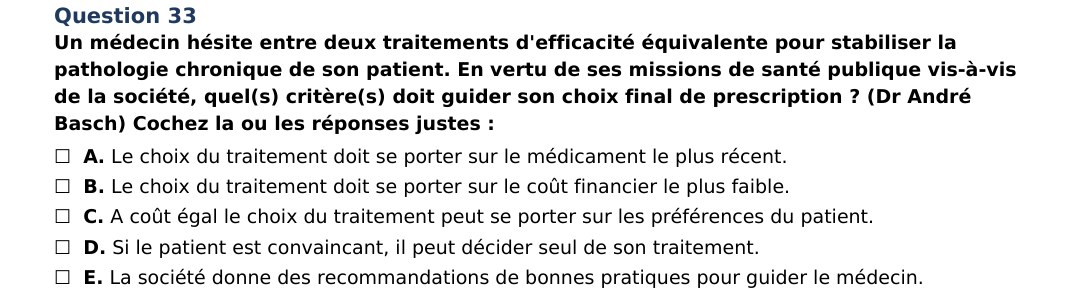 Question 33
Un médecin hésite entre deux traitements d'efficacité équivalente pour stabiliser la
pathologie chronique de son patient. En vertu de ses missions de santé publique vis-à-vis
de la société, quel(s) critère(s) doit guider son choix final de prescription ? (Dr André
Basch) Cochez la ou les réponses justes :
☐ A. Le choix du traitement doit se porter sur le médicament le plus récent.
☐ B. Le choix du traitement doit se porter sur le coût financier le plus faible.
☐ C. A coût égal le choix du traitement peut se porter sur les préférences du patient.
☐ D. Si le patient est convaincant, il peut décider seul de son traitement.
☐ E. La société donne des recommandations de bonnes pratiques pour guider le médecin.